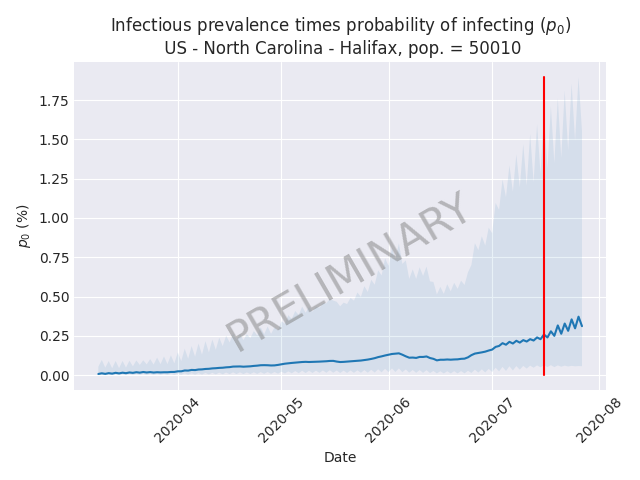 Infectious prevalence times probability of infecting (p₀)
US - North Carolina - Halifax, pop. = 50010
p₀ (%)
1.75
1.50
1.25
1.00
0.75
0.50
0.25
0.00
PRELIMINARY
2020-04
2020-05
2020-06
2020-07
2020-08
Date